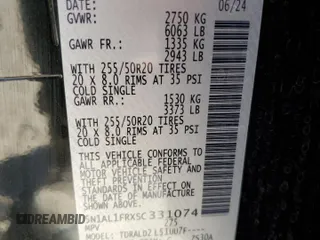 DATE: 06/24
GVWR: 2750 KG
6063 LB
GAWR FR.: 1335 KG
2943 LB
WITH 255/50R20 TIRES
20 X 8.0 RIMS AT 35 PSI
COLD SINGLE
GAWR RR.: 1530 KG
3373 LB
WITH 255/50R20 TIRES
20 X 8.0 RIMS AT 35 PSI
COLD SINGLE
THIS VEHICLE CONFORMS TO
ALL APPLICABLE FEDERAL
MOTOR VEHICLE SAFETY AND
THEFT PREVENTION
STANDARDS IN EFFECT ON
THE DATE OF MANUFACTURE
SHOWN ABOVE.
5N1AL1FRXSC331074
MPV
MODEL: